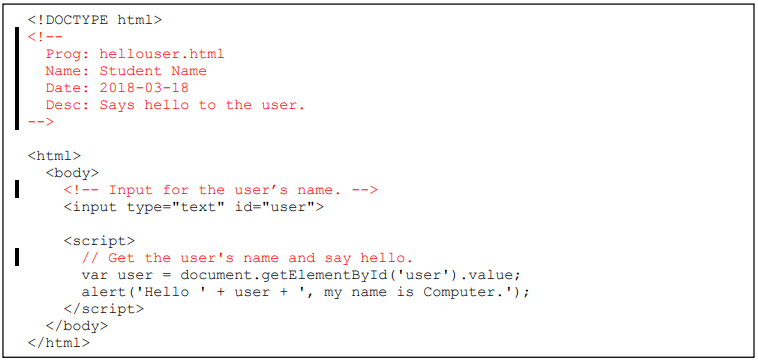 <!DOCTYPE html>
<!--
  Prog: hellouser.html
  Name: Student Name
  Date: 2018-03-18
  Desc: Says hello to the user.
-->

<html>
  <body>
    <!-- Input for the user’s name. -->
    <input type="text" id="user">

    <script>
      // Get the user's name and say hello.
      var user = document.getElementById('user').value;
      alert('Hello ' + user + ', my name is Computer.');
    </script>
  </body>
</html>